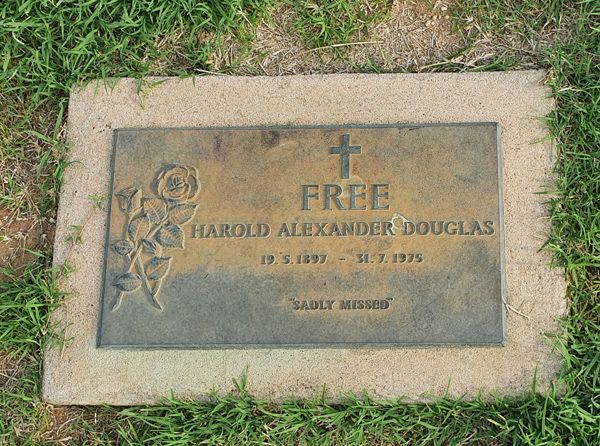 FREE
HAROLD ALEXANDER DOUGLAS
19.5.1897 - 31.7.1975
"SADLY MISSED"